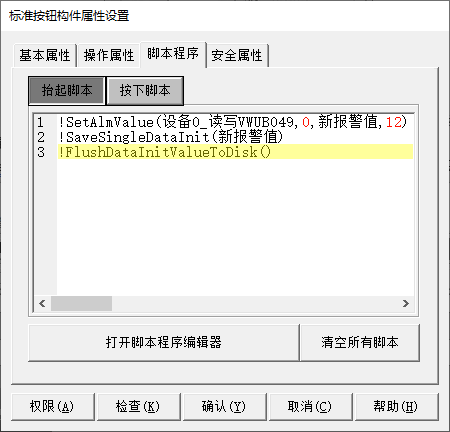 标准按钮构件属性设置
基本属性 操作属性 脚本程序 安全属性
抬起脚本 按下脚本
1 !SetAlmValue(设备0_读写VWUB049,0,新报警值,12)
2 !SaveSingleDataInit(新报警值)
3 !FlushDataInitValueToDisk()
打开脚本程序编辑器 清空所有脚本
权限(A) 检查(K) 确认(Y) 取消(C) 帮助(H)